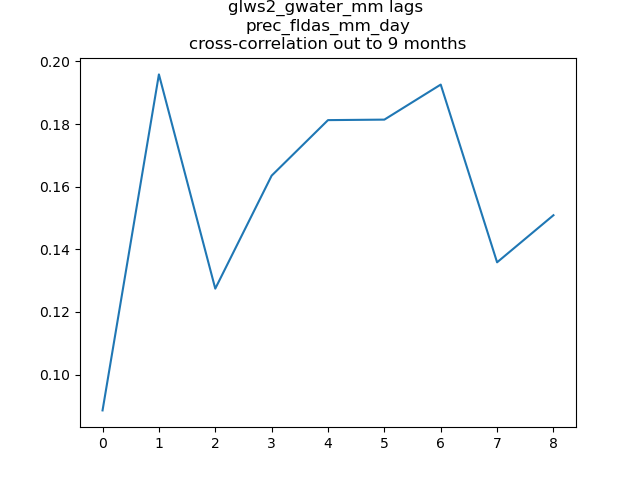 glws2_gwater_mm lags
prec_fldas_mm_day
cross-correlation out to 9 months
0.20
0.18
0.16
0.14
0.12
0.10
0 1 2 3 4 5 6 7 8